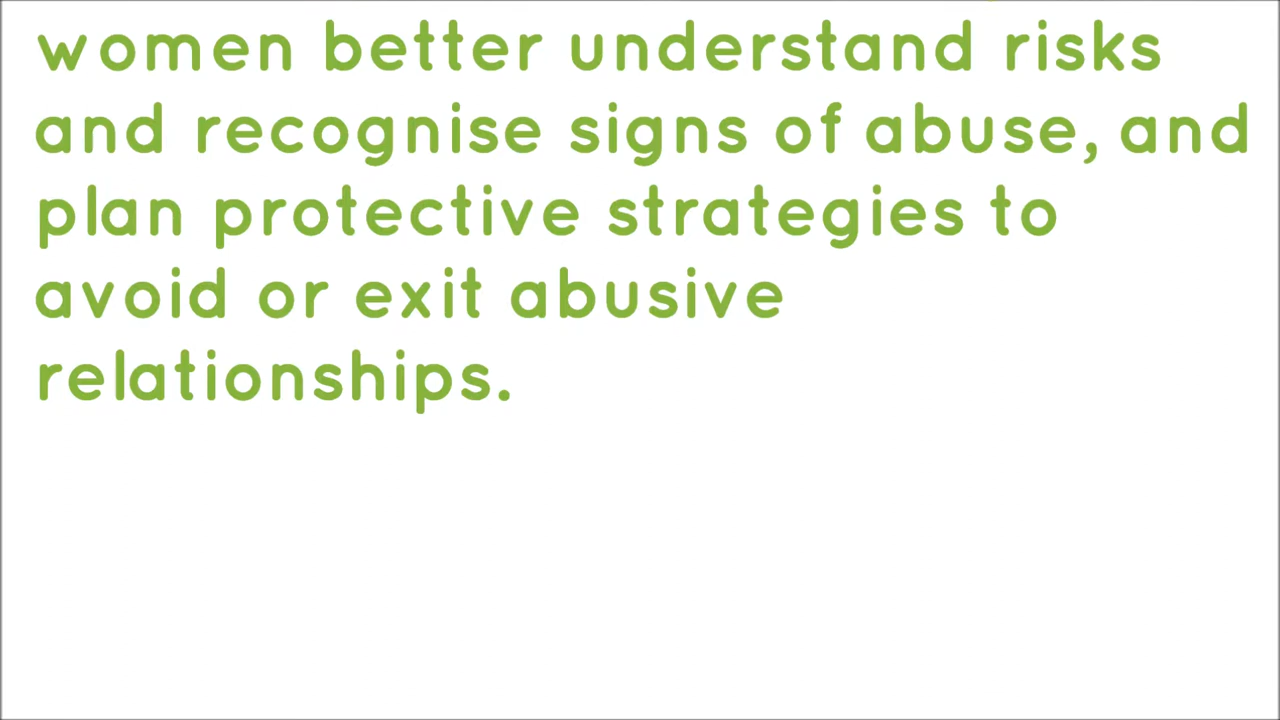 women better understand risks
and recognise signs of abuse, and
plan protective strategies to
avoid or exit abusive
relationships.